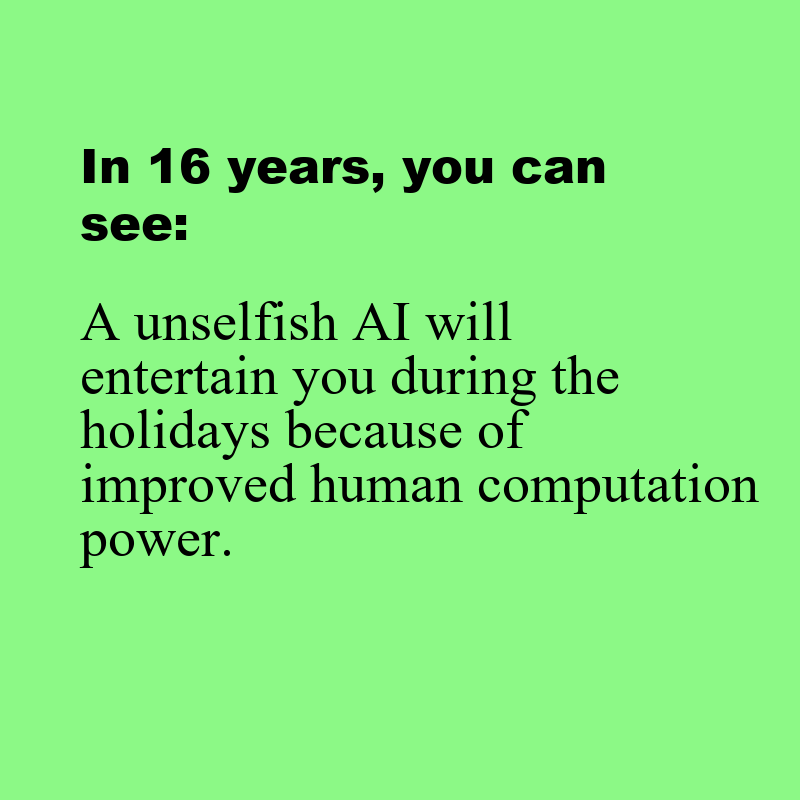 In 16 years, you can
see:
A unselfish AI will
entertain you during the
holidays because of
improved human computation
power.